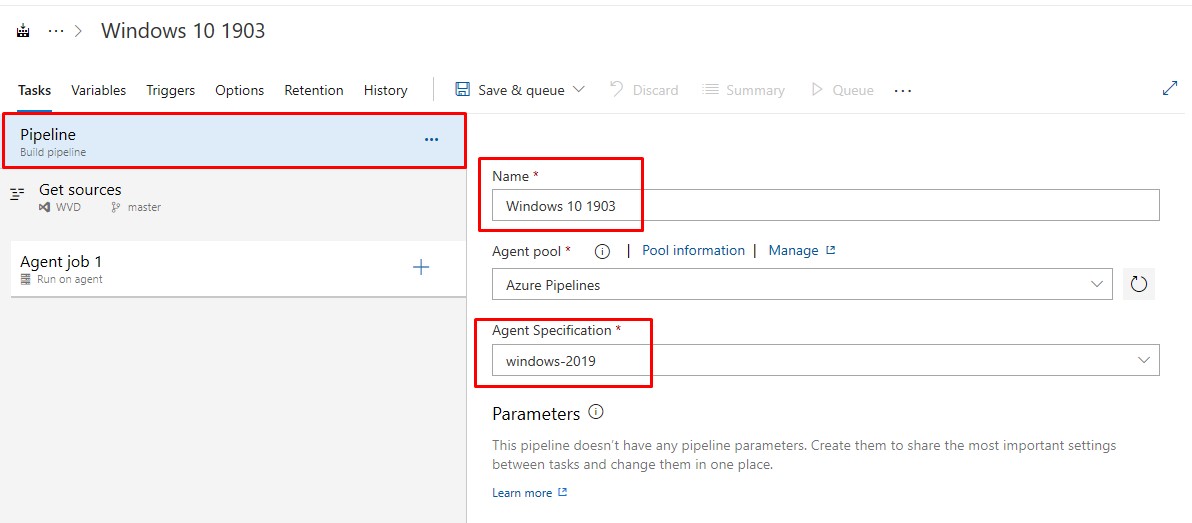 ... > Windows 10 1903
Tasks Variables Triggers Options Retention History Save & queue Discard Summary Queue ...
Pipeline ...
Build pipeline
Get sources
WVD master
Agent job 1 +
Run on agent
Name *
Windows 10 1903
Agent pool * | Pool information | Manage
Azure Pipelines
Agent Specification *
windows-2019
Parameters
This pipeline doesn't have any pipeline parameters. Create them to share the most important settings
between tasks and change them in one place.
Learn more